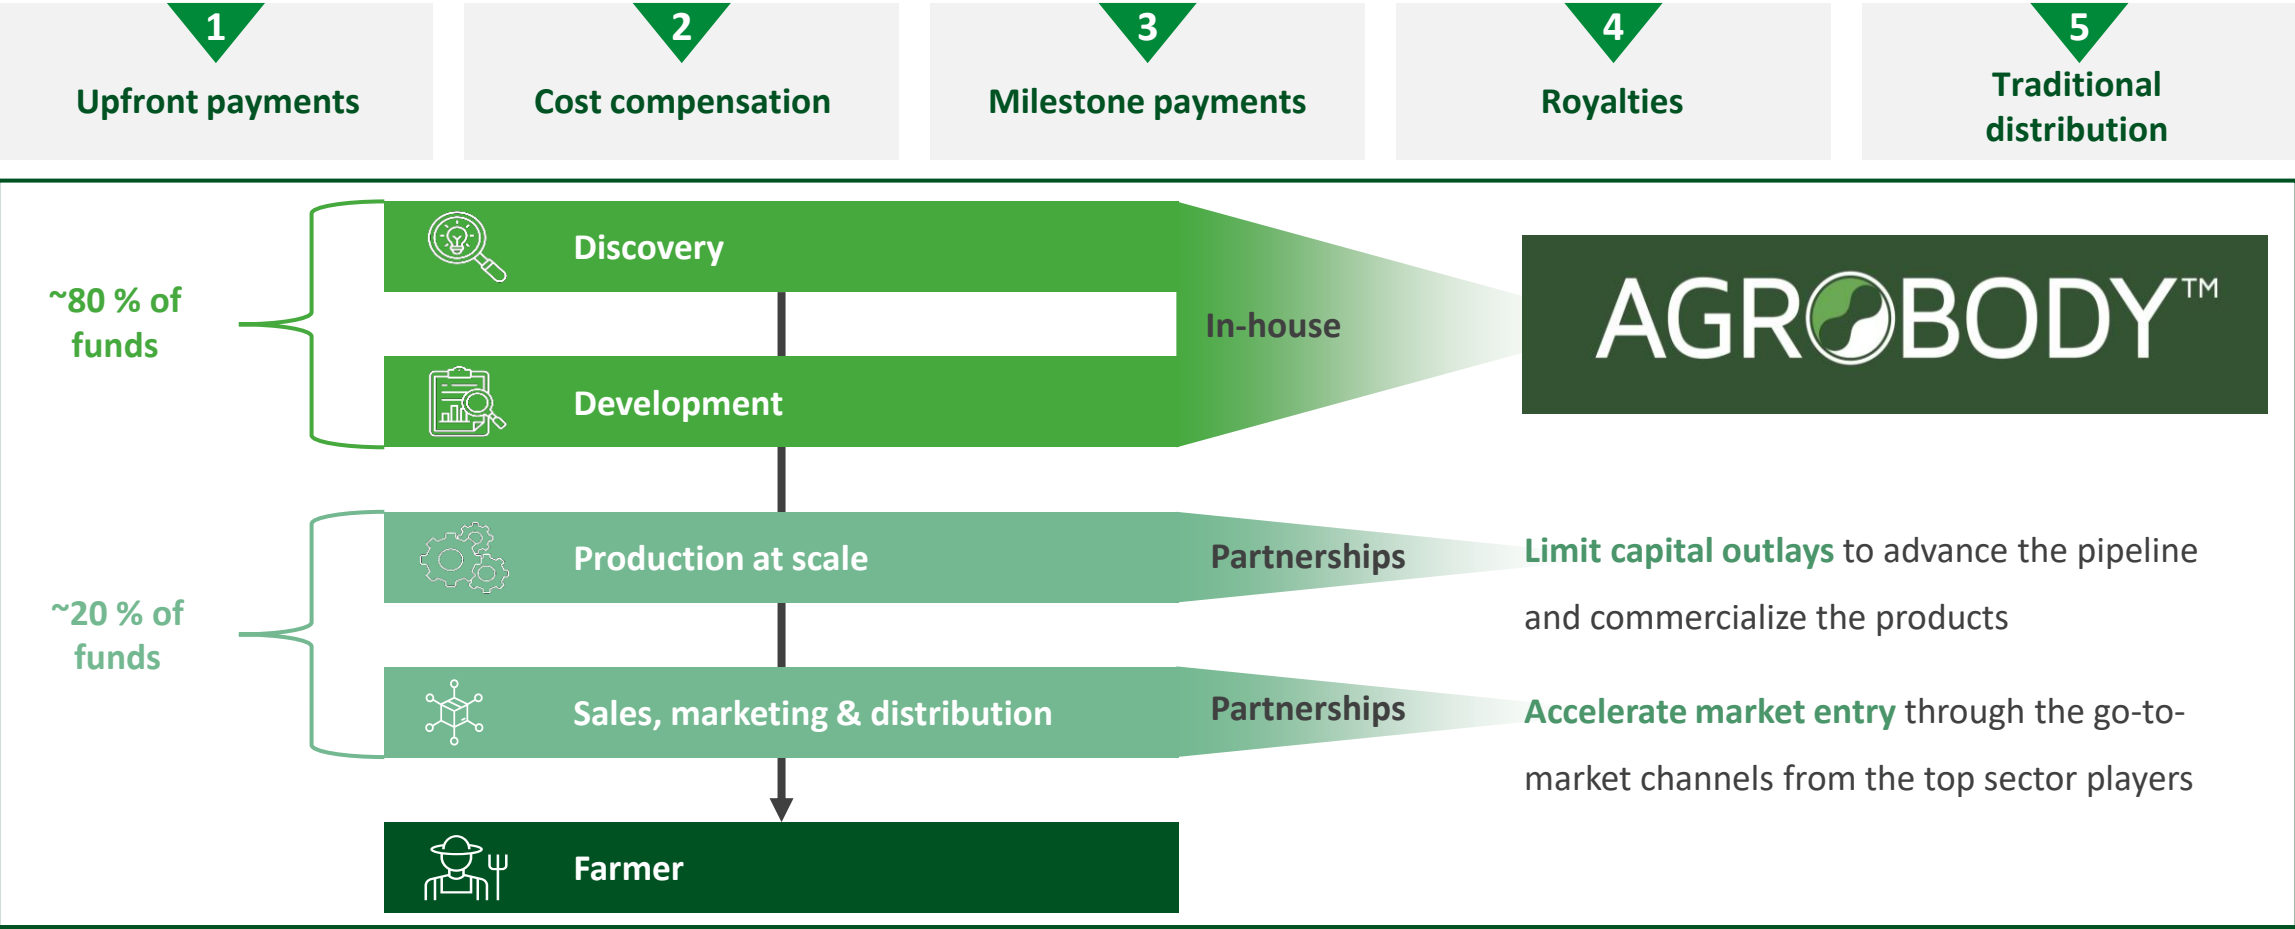 1
Upfront payments
2
Cost compensation
3
Milestone payments
4
Royalties
5
Traditional
distribution
~80 % of
funds
Discovery
Development
In-house
AGROBODY™
~20 % of
funds
Production at scale
Partnerships
Limit capital outlays to advance the pipeline
and commercialize the products
Sales, marketing & distribution
Partnerships
Accelerate market entry through the go-to-
market channels from the top sector players
Farmer